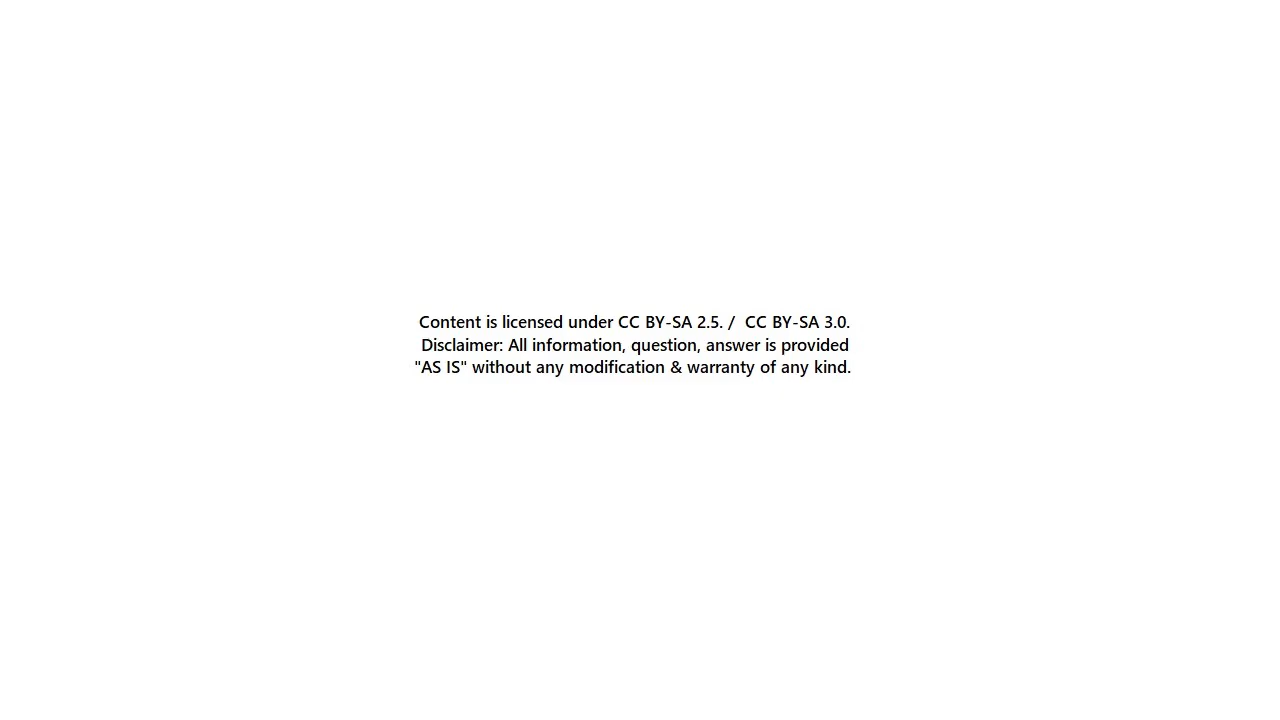 Content is licensed under CC BY-SA 2.5. /  CC BY-SA 3.0.
Disclaimer: All information, question, answer is provided
"AS IS" without any modification & warranty of any kind.